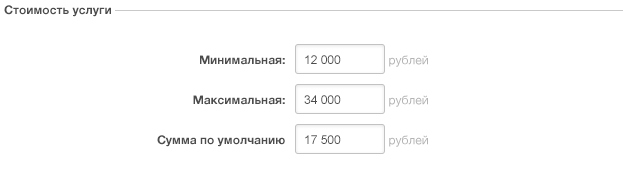 Стоимость услуги
Минимальная: 12 000 рублей
Максимальная: 34 000 рублей
Сумма по умолчанию 17 500 рублей